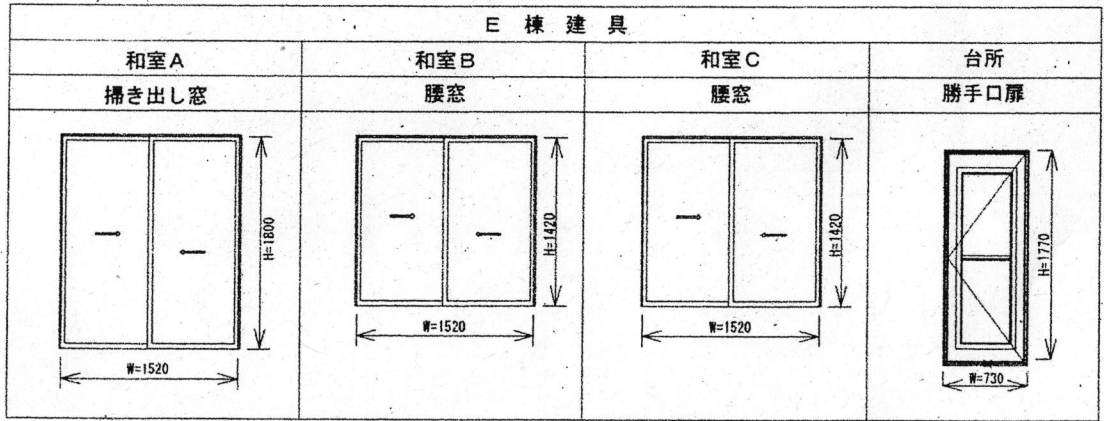 E 棟 建 具
和室A 和室B 和室C 台所
掃き出し窓 腰窓 腰窓 勝手口扉
H=1800
W=1520
H=1420
W=1520
H=1420
W=1520
H=1770
W=730